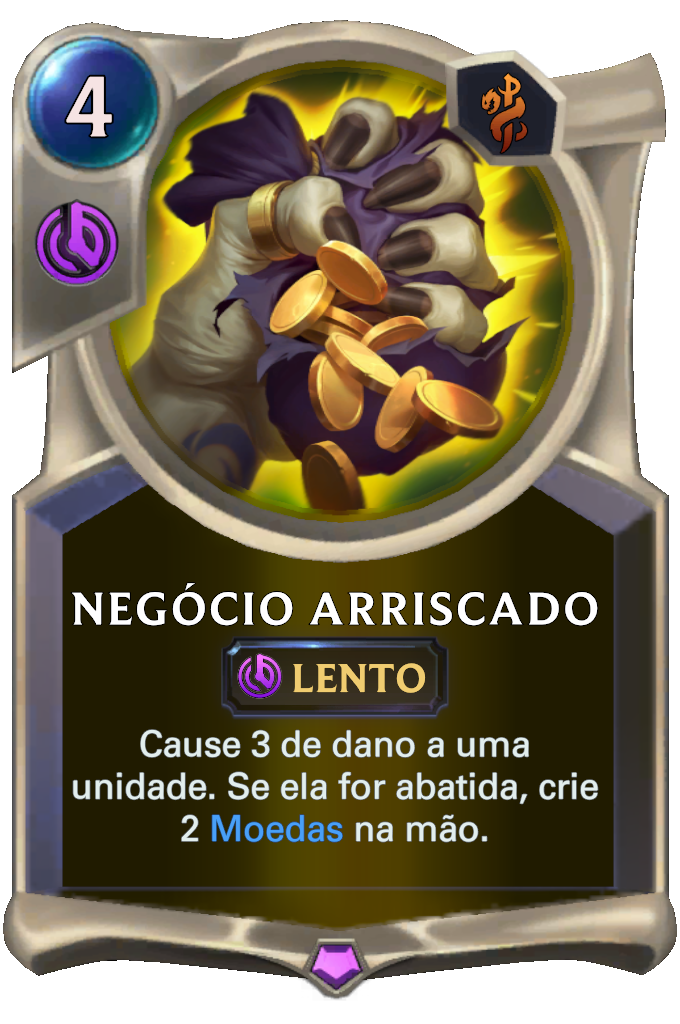 4
NEGÓCIO ARRISCADO
LENTO
Cause 3 de dano a uma
unidade. Se ela for abatida, crie
2 Moedas na mão.